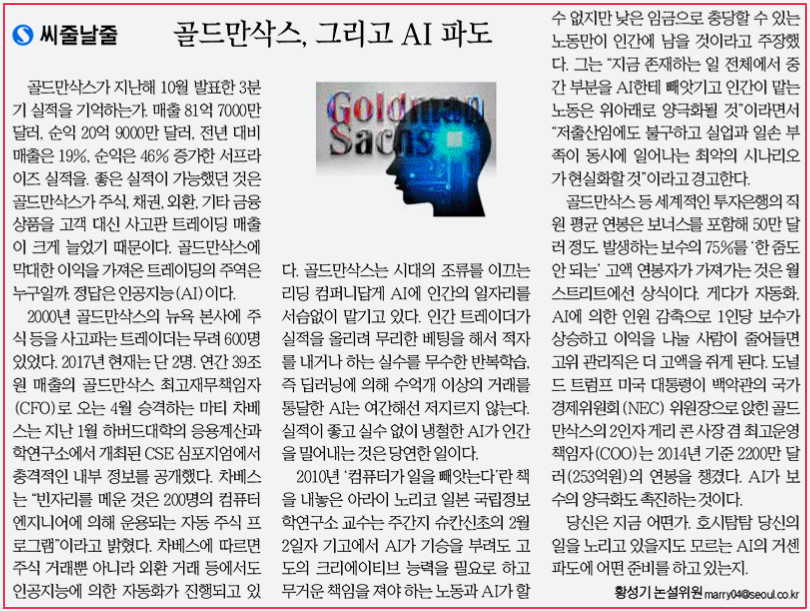 씨줄날줄
골드만삭스, 그리고 AI 파도
골드만삭스가 지난해 10월 발표한 3분
기 실적을 기억하는가. 매출 81억 7000만
달러, 순익 20억 9000만 달러, 전년 대비
매출은 19%, 순익은 46% 증가한 서프라
이즈 실적을. 좋은 실적이 가능했던 것은
골드만삭스가 주식, 채권, 외환, 기타 금융
상품을 고객 대신 사고판 트레이딩 매출
이 크게 늘었기 때문이다. 골드만삭스에
막대한 이익을 가져온 트레이딩의 주역은
누구일까. 정답은 인공지능(AI)이다.
2000년 골드만삭스의 뉴욕 본사에 주
식 등을 사고파는 트레이더는 무려 600명
있었다. 2017년 현재는 단 2명. 연간 39조
원 매출의 골드만삭스 최고재무책임자
(CFO)로 오는 4월 승격하는 마티 차베
스는 지난 1월 하버드대학의 응용계산과
학연구소에서 개최된 CSE 심포지엄에서
충격적인 내부 정보를 공개했다. 차베스
는 “빈자리를 메운 것은 200명의 컴퓨터
엔지니어에 의해 운용되는 자동 주식 프
로그램”이라고 밝혔다. 차베스에 따르면
주식 거래뿐 아니라 외환 거래 등에서도
인공지능에 의한 자동화가 진행되고 있
Goldman
Sachs
다. 골드만삭스는 시대의 조류를 이끄는
리딩 컴퍼니답게 AI에 인간의 일자리를
서슴없이 맡기고 있다. 인간 트레이더가
실적을 올리려 무리한 베팅을 해서 적자
를 내거나 하는 실수를 무수한 반복학습,
즉 딥러닝에 의해 수억개 이상의 거래를
통달한 AI는 여간해선 저지르지 않는다.
실적이 좋고 실수 없이 냉철한 AI가 인간
을 밀어내는 것은 당연한 일이다.
2010년 ‘컴퓨터가 일을 빼앗는다’란 책
을 내놓은 아라이 노리코 일본 국립정보
학연구소 교수는 주간지 슈칸신초의 2월
2일자 기고에서 AI가 기승을 부려도 고
도의 크리에이티브 능력을 필요로 하고
무거운 책임을 져야 하는 노동과 AI가 할
수 없지만 낮은 임금으로 충당할 수 있는
노동만이 인간에 남을 것이라고 주장했
다. 그는 “지금 존재하는 일 전체에서 중
간 부분을 AI한테 빼앗기고 인간이 맡는
노동은 위아래로 양극화될 것”이라면서
“저출산임에도 불구하고 실업과 일손 부
족이 동시에 일어나는 최악의 시나리오
가 현실화할 것”이라고 경고한다.
골드만삭스 등 세계적인 투자은행의 직
원 평균 연봉은 보너스를 포함해 50만 달
러 정도. 발생하는 보수의 75%를 ‘한 줌도
안 되는’ 고액 연봉자가 가져가는 것은 월
스트리트에선 상식이다. 게다가 자동화,
AI에 의한 인원 감축으로 1인당 보수가
상승하고 이익을 나눌 사람이 줄어들면
고위 관리직은 더 고액을 쥐게 된다. 도널
드 트럼프 미국 대통령이 백악관의 국가
경제위원회(NEC) 위원장으로 앉힌 골드
만삭스의 2인자 게리 콘 사장 겸 최고운영
책임자(COO)는 2014년 기준 2200만 달
러(253억원)의 연봉을 챙겼다. AI가 보
수의 양극화도 촉진하는 것이다.
당신은 지금 어떤가. 호시탐탐 당신의
일을 노리고 있을지도 모르는 AI의 거센
파도에 어떤 준비를 하고 있는지.
황성기 논설위원 marry04@seoul.co.kr